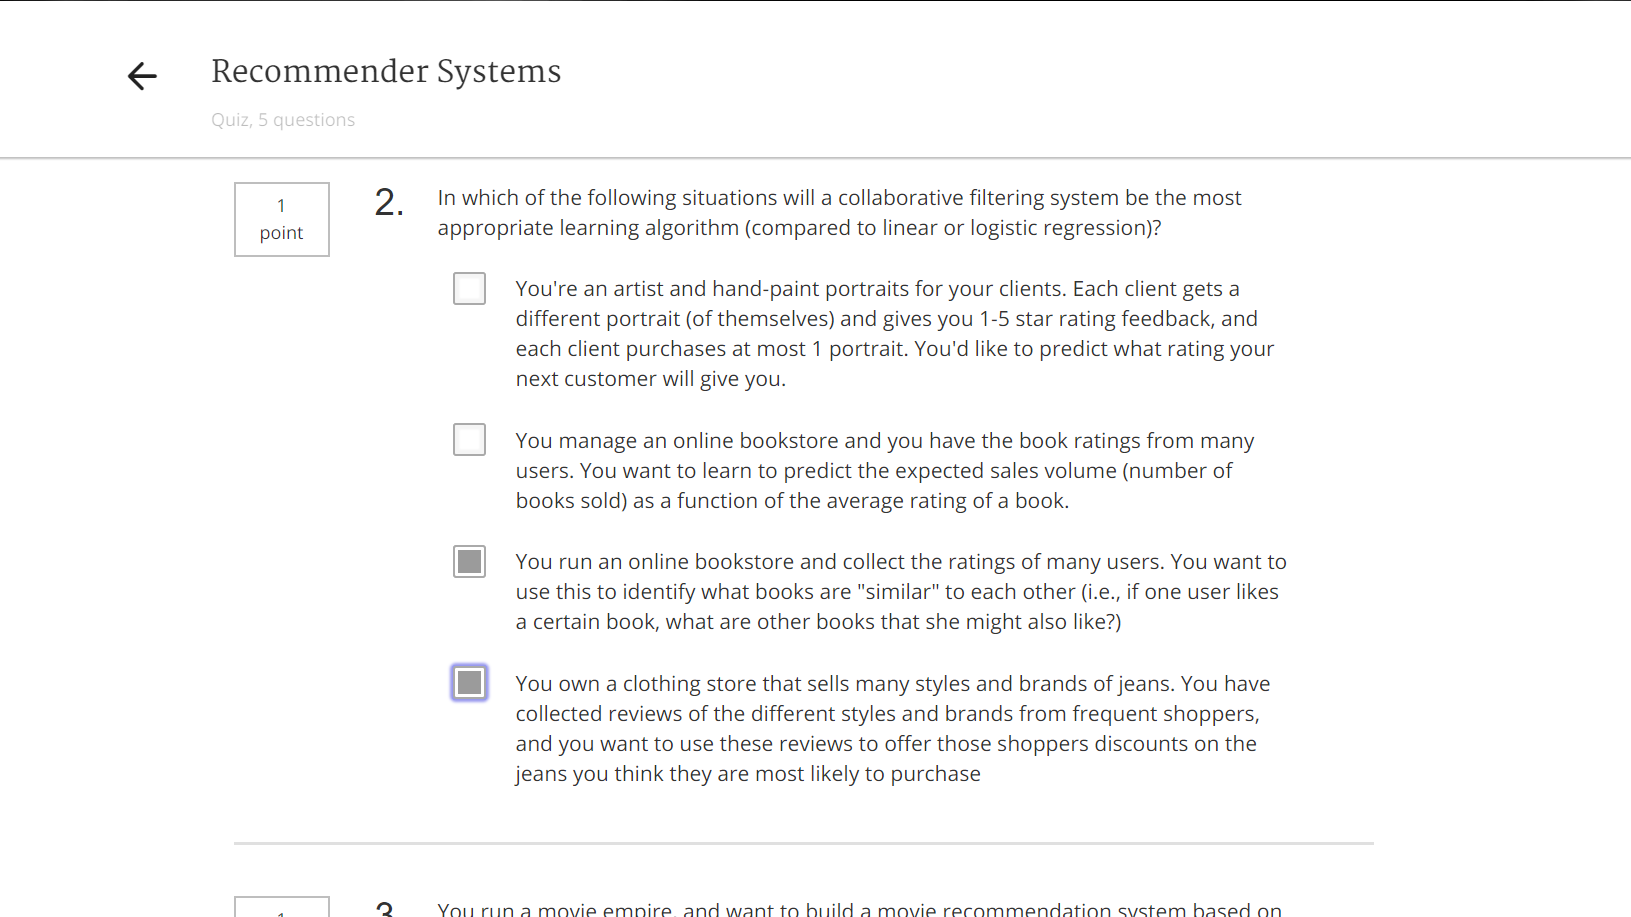 Recommender Systems
Quiz, 5 questions
1
point
2.
In which of the following situations will a collaborative filtering system be the most
appropriate learning algorithm (compared to linear or logistic regression)?
You're an artist and hand-paint portraits for your clients. Each client gets a
different portrait (of themselves) and gives you 1-5 star rating feedback, and
each client purchases at most 1 portrait. You'd like to predict what rating your
next customer will give you.
You manage an online bookstore and you have the book ratings from many
users. You want to learn to predict the expected sales volume (number of
books sold) as a function of the average rating of a book.
You run an online bookstore and collect the ratings of many users. You want to
use this to identify what books are "similar" to each other (i.e., if one user likes
a certain book, what are other books that she might also like?)
You own a clothing store that sells many styles and brands of jeans. You have
collected reviews of the different styles and brands from frequent shoppers,
and you want to use these reviews to offer those shoppers discounts on the
jeans you think they are most likely to purchase
1
3.
You run a movie empire, and want to build a movie recommendation system based on